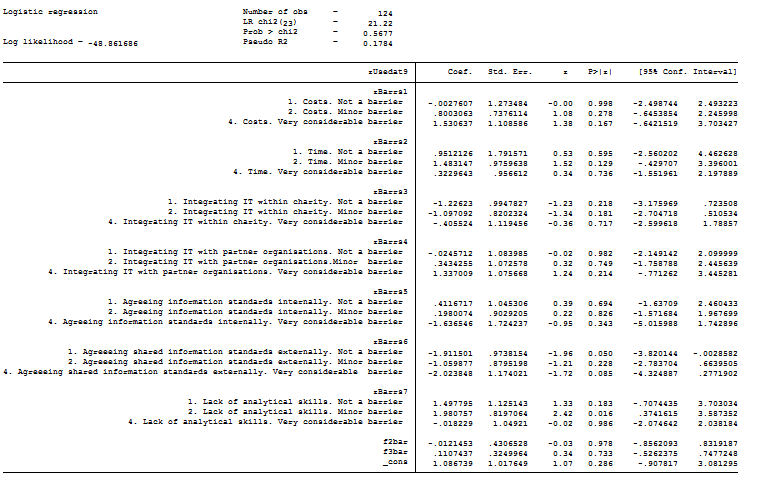 Logistic regression Number of obs = 124
LR chi2(23) = 21.22
Prob > chi2 = 0.5677
Log likelihood = -48.861686 Pseudo R2 = 0.1784
rUsedat9 Coef. Std. Err. z P>|z| [95% Conf. Interval]
rBarrs1
1. Costs. Not a barrier -.0027607 1.273484 -0.00 0.998 -2.498744 2.493223
2. Costs. Minor barrier .8003063 .7376114 1.08 0.278 -.6453854 2.245998
4. Costs. Very considerable barrier 1.530637 1.108586 1.38 0.167 -.6421519 3.703427
rBarrs2
1. Time. Not a barrier .9512126 1.791571 0.53 0.595 -2.560202 4.462628
2. Time. Minor barrier 1.483147 .9759638 1.52 0.129 -.429707 3.396001
4. Time. Very considerable barrier .3229643 .956612 0.34 0.736 -1.551961 2.197889
rBarrs3
1. Integrating IT within charity. Not a barrier -1.22623 .9947827 -1.23 0.218 -3.175969 .723508
2. Integrating IT within charity. Minor barrier -1.097092 .8202324 -1.34 0.181 -2.704718 .510534
4. Integrating IT within charity. Very considerable barrier -.405524 1.119456 -0.36 0.717 -2.599618 1.78857
rBarrs4
1. Integrating IT with partner organisations. Not a barrier -.0245712 1.083985 -0.02 0.982 -2.149142 2.099999
2. Integrating IT with partner organisations.Minor barrier .3434255 1.072578 0.32 0.749 -1.758788 2.445639
4. Integrating IT with partner organisations. Very considerable barrier 1.337009 1.075668 1.24 0.214 -.771262 3.445281
rBarrs5
1. Agreeing information standards internally. Not a barrier .4116717 1.045306 0.39 0.694 -1.63709 2.460433
2. Agreeing information standards internally. Minor barrier .1980074 .9029205 0.22 0.826 -1.571684 1.967699
4. Agreeing information standards internally. Very considerable barrier -1.636546 1.724237 -0.95 0.343 -5.015988 1.742896
rBarrs6
1. Agreeeing shared information standards externally. Not a barrier -1.911501 .9738154 -1.96 0.050 -3.820144 -.0028582
2. Agreeeing shared information standards externally. Minor barrier -1.059877 .8795198 -1.21 0.228 -2.783704 .6639505
4. Agreeeing shared information standards externally. Very considerable barrier -2.023848 1.174021 -1.72 0.085 -4.324887 .2771902
rBarrs7
1. Lack of analytical skills. Not a barrier 1.497795 1.125143 1.33 0.183 -.7074435 3.703034
2. Lack of analytical skills. Minor barrier 1.980757 .8197064 2.42 0.016 .3741615 3.587352
4. Lack of analytical skills. Very considerable barrier -.018229 1.04921 -0.02 0.986 -2.074642 2.038184
f2bar -.0121453 .4306528 -0.03 0.978 -.8562093 .8319187
f3bar .1107437 .3249964 0.34 0.733 -.5262375 .7477248
_cons 1.086739 1.017649 1.07 0.286 -.907817 3.081295